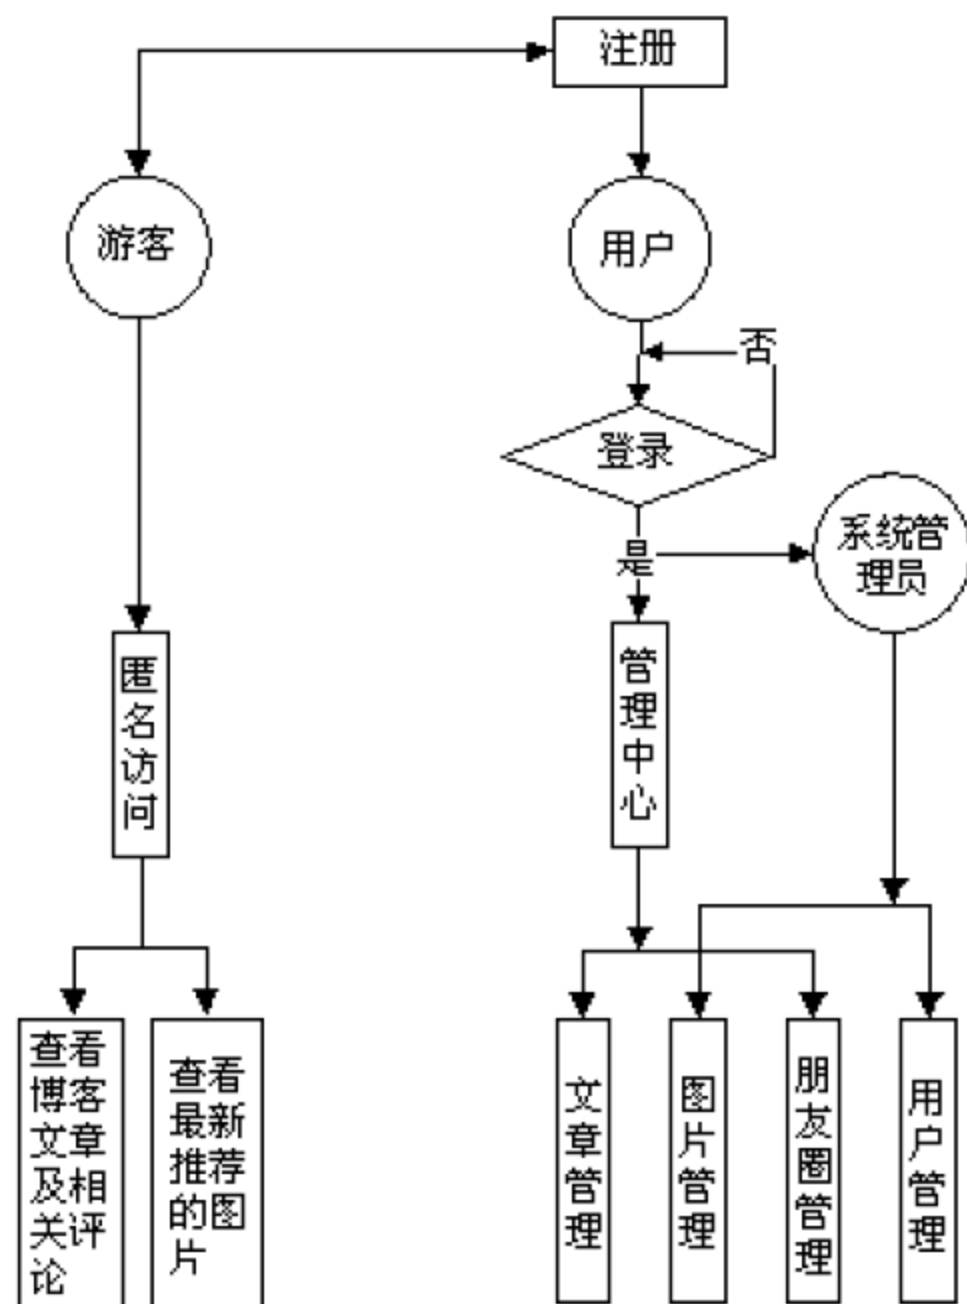 注册
游客
用户
否
登录
是
系统管
理员
匿名访问
管理中心
查看
博客
文章
及相
关评
论
查看
最新
推荐
的图
片
文章管理
图片管理
朋友圈管理
用户管理